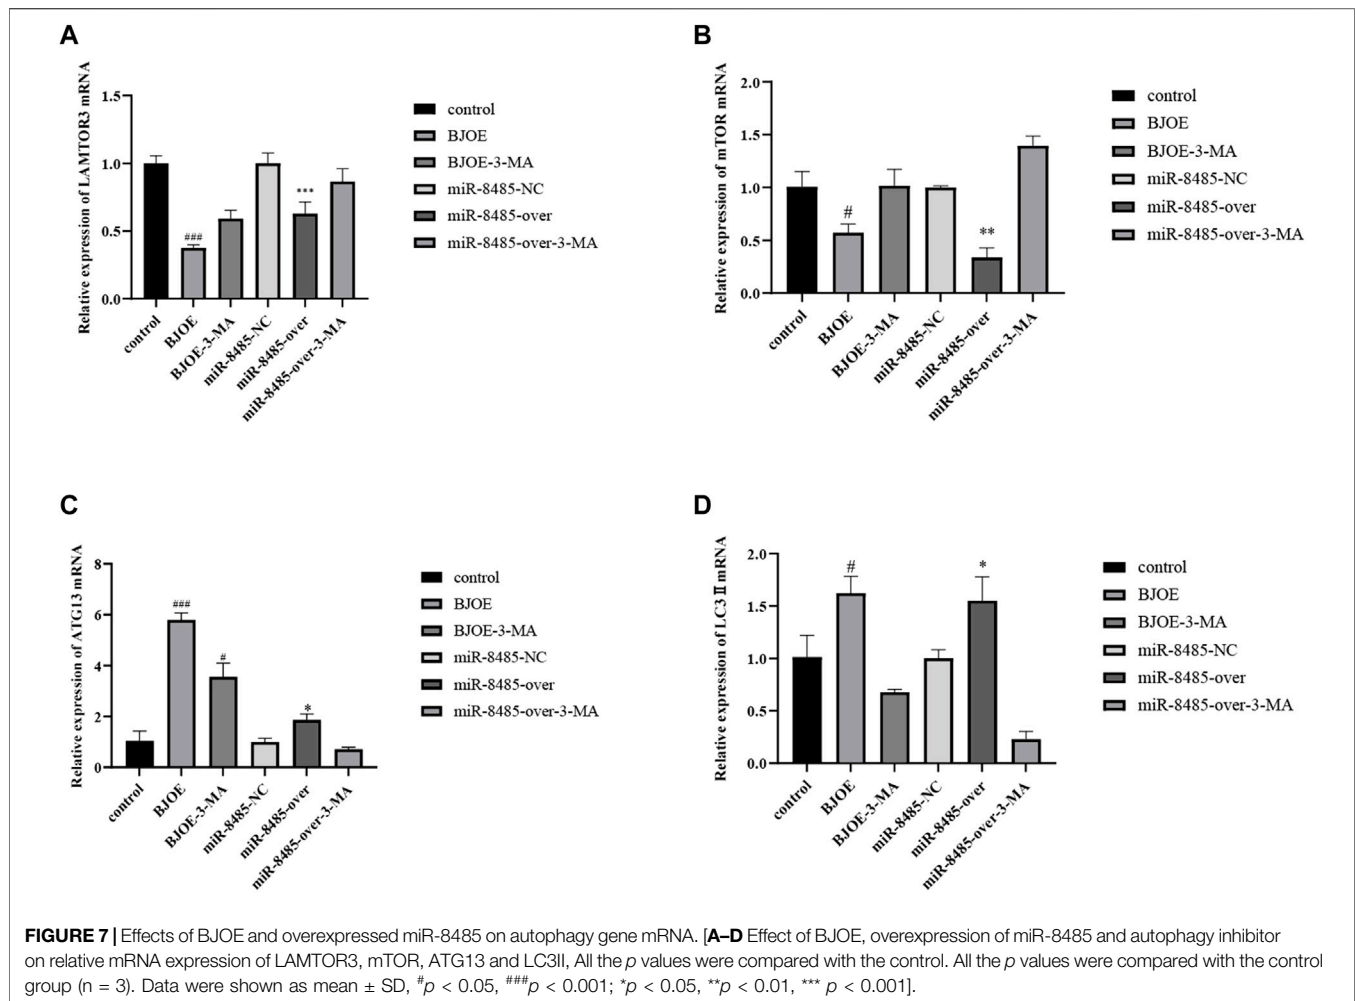 A
Relative expression of LAMTOR3 mRNA
1.5
1.0
0.5
0.0
###
***
control
BJOE
BJOE-3-MA
miR-8485-NC
miR-8485-over
miR-8485-over-3-MA
control
BJOE
BJOE-3-MA
miR-8485-NC
miR-8485-over
miR-8485-over-3-MA
B
Relative expression of mTOR mRNA
2.0
1.5
1.0
0.5
0.0
#
**
control
BJOE
BJOE-3-MA
miR-8485-NC
miR-8485-over
miR-8485-over-3-MA
control
BJOE
BJOE-3-MA
miR-8485-NC
miR-8485-over
miR-8485-over-3-MA
C
Relative expression of ATG13 mRNA
8
6
4
2
0
###
#
*
control
BJOE
BJOE-3-MA
miR-8485-NC
miR-8485-over
miR-8485-over-3-MA
control
BJOE
BJOE-3-MA
miR-8485-NC
miR-8485-over
miR-8485-over-3-MA
D
Relative expression of LC3 Ⅱ mRNA
2.0
1.5
1.0
0.5
0.0
#
*
control
BJOE
BJOE-3-MA
miR-8485-NC
miR-8485-over
miR-8485-over-3-MA
control
BJOE
BJOE-3-MA
miR-8485-NC
miR-8485-over
miR-8485-over-3-MA
FIGURE 7 | Effects of BJOE and overexpressed miR-8485 on autophagy gene mRNA. [A–D Effect of BJOE, overexpression of miR-8485 and autophagy inhibitor
on relative mRNA expression of LAMTOR3, mTOR, ATG13 and LC3II, All the p values were compared with the control. All the p values were compared with the control
group (n = 3). Data were shown as mean ± SD, #p < 0.05, ###p < 0.001; *p < 0.05, **p < 0.01, *** p < 0.001].